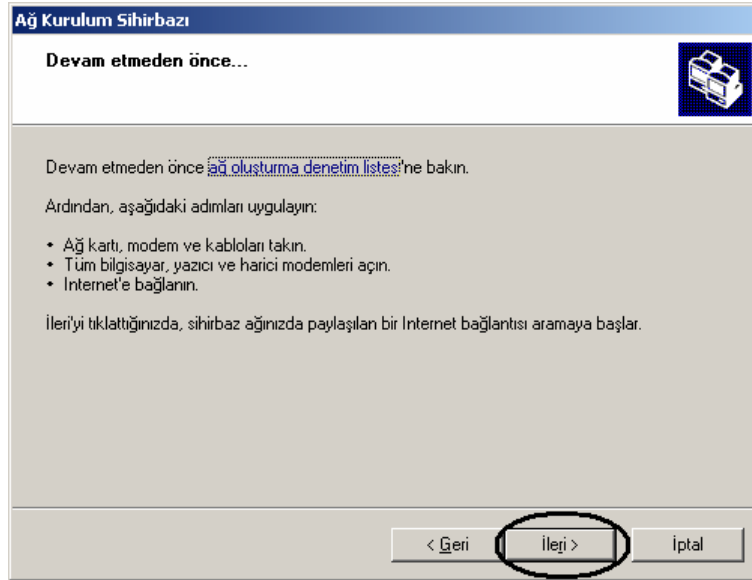 Ağ Kurulum Sihirbazı
Devam etmeden önce...
Devam etmeden önce ağ oluşturma denetim listesi'ne bakın.
Ardından, aşağıdaki adımları uygulayın:
• Ağ kartı, modem ve kabloları takın.
• Tüm bilgisayar, yazıcı ve harici modemleri açın.
• Internet'e bağlanın.
İleri'yi tıklattığınızda, sihirbaz ağınızda paylaşılan bir Internet bağlantısı aramaya başlar.
< Geri İleri > İptal